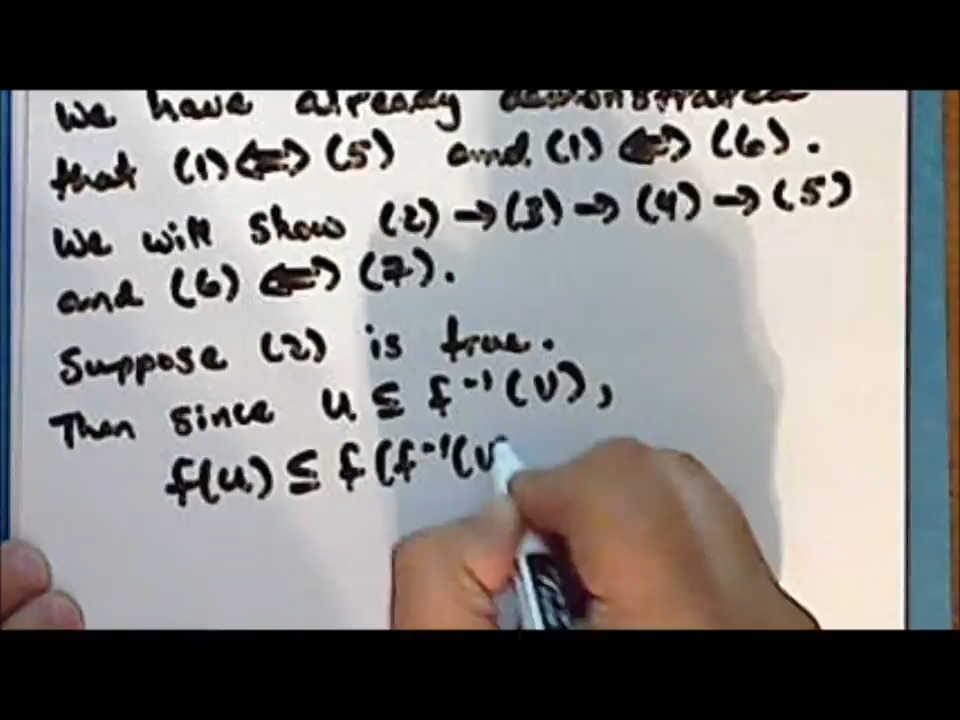 We have already demonstrated
that (1) <=> (5) and (1) <=> (6).
We will show (2) → (3) → (4) → (5)
and (6) <=> (7).
Suppose (2) is true.
Then since U ⊆ f⁻¹(V),
f(U) ⊆ f(f⁻¹(V